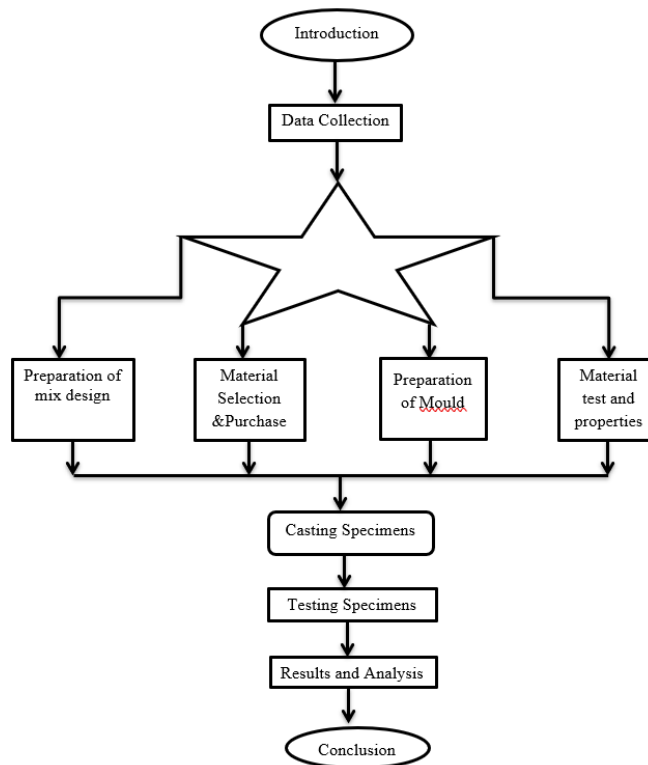 Introduction
Data Collection
Preparation of
mix design
Material
Selection
&Purchase
Preparation
of Mould
Material
test and
properties
Casting Specimens
Testing Specimens
Results and Analysis
Conclusion